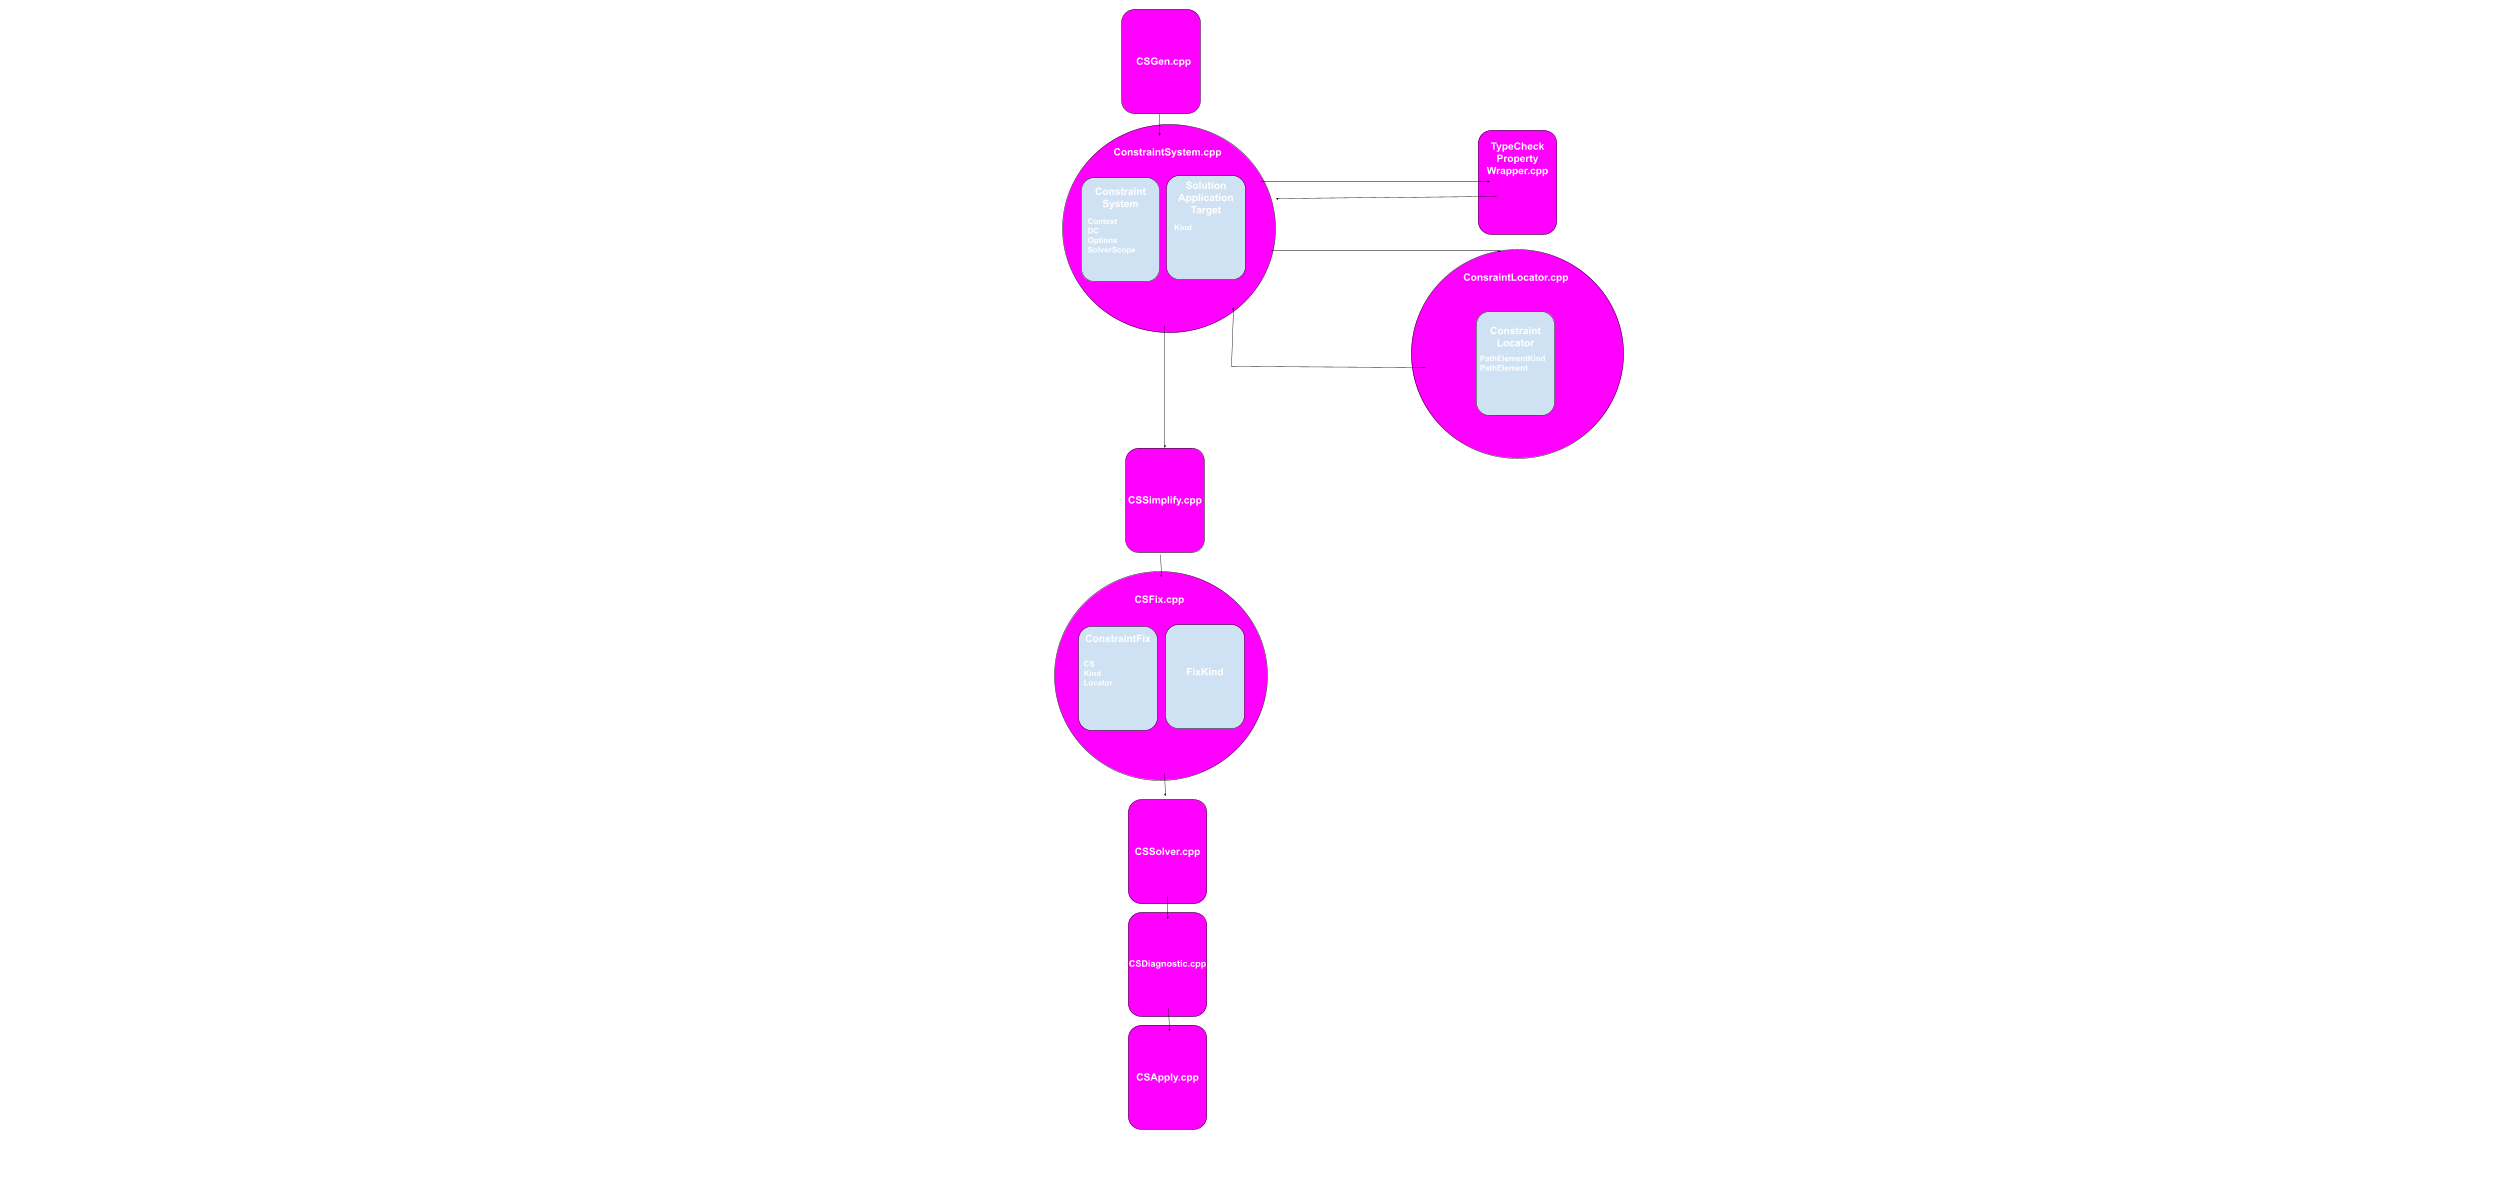 CSGen.cpp
ConstraintSystem.cpp
Constraint
System
Context
DC
Options
SolverScope
Solution
Application
Target
Kind
TypeCheck
Property
Wrapper.cpp
ConsraintLocator.cpp
Constraint
Locator
PathElementKind
PathElement
CSSimplify.cpp
CSFix.cpp
ConstraintFix
CS
Kind
Locator
FixKind
CSSolver.cpp
CSDiagnostic.cpp
CSApply.cpp